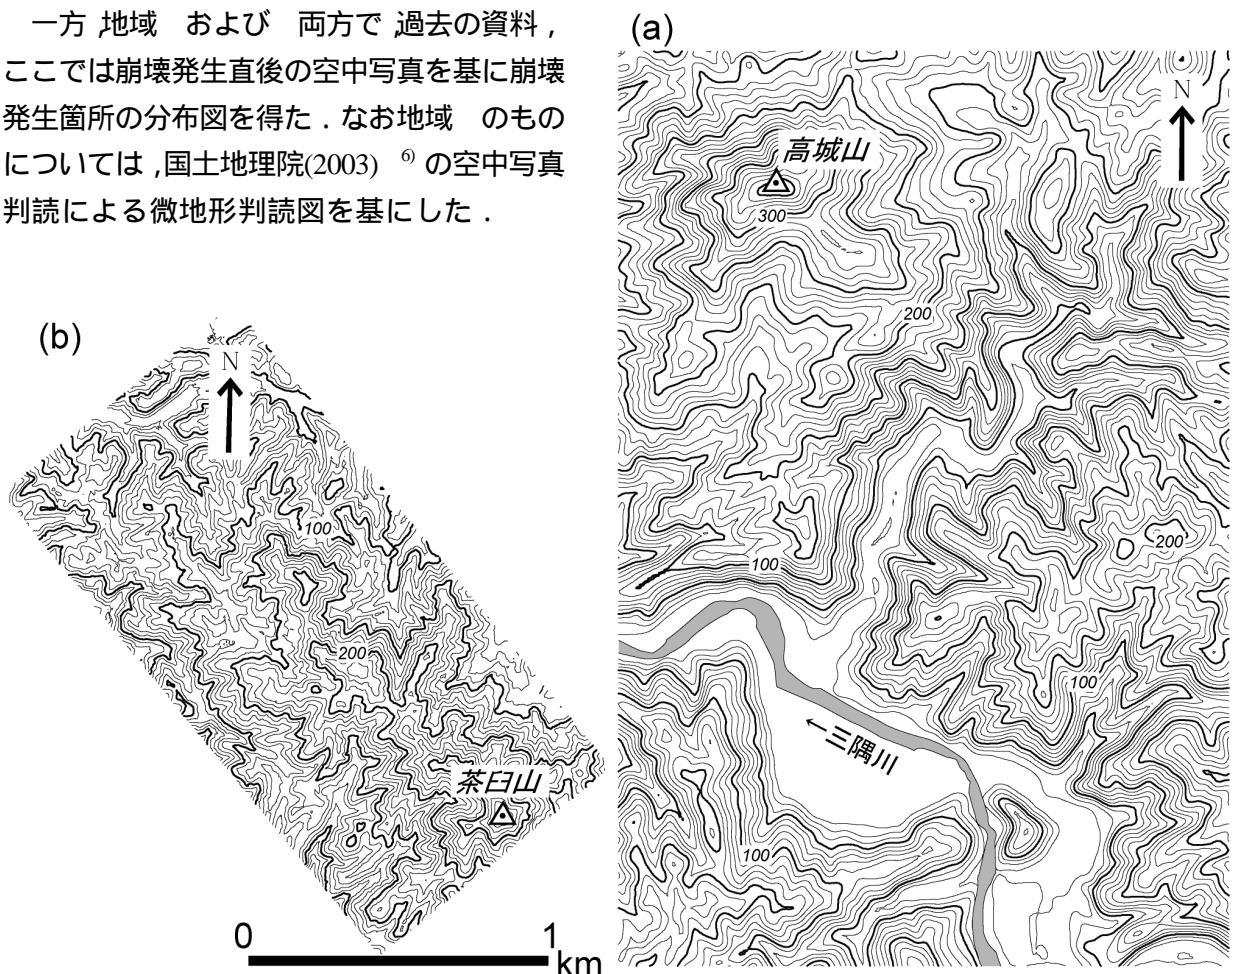 一方,地域　および　両方で,過去の資料,
ここでは崩壊発生直後の空中写真を基に崩壊
発生箇所の分布図を得た．なお地域　のもの
については,国土地理院(2003) 6) の空中写真
判読による微地形判読図を基にした．
(a)
N
高城山
300
200
100
200
100
←三隅川
100
(b)
N
100
200
茶臼山
0 1
km